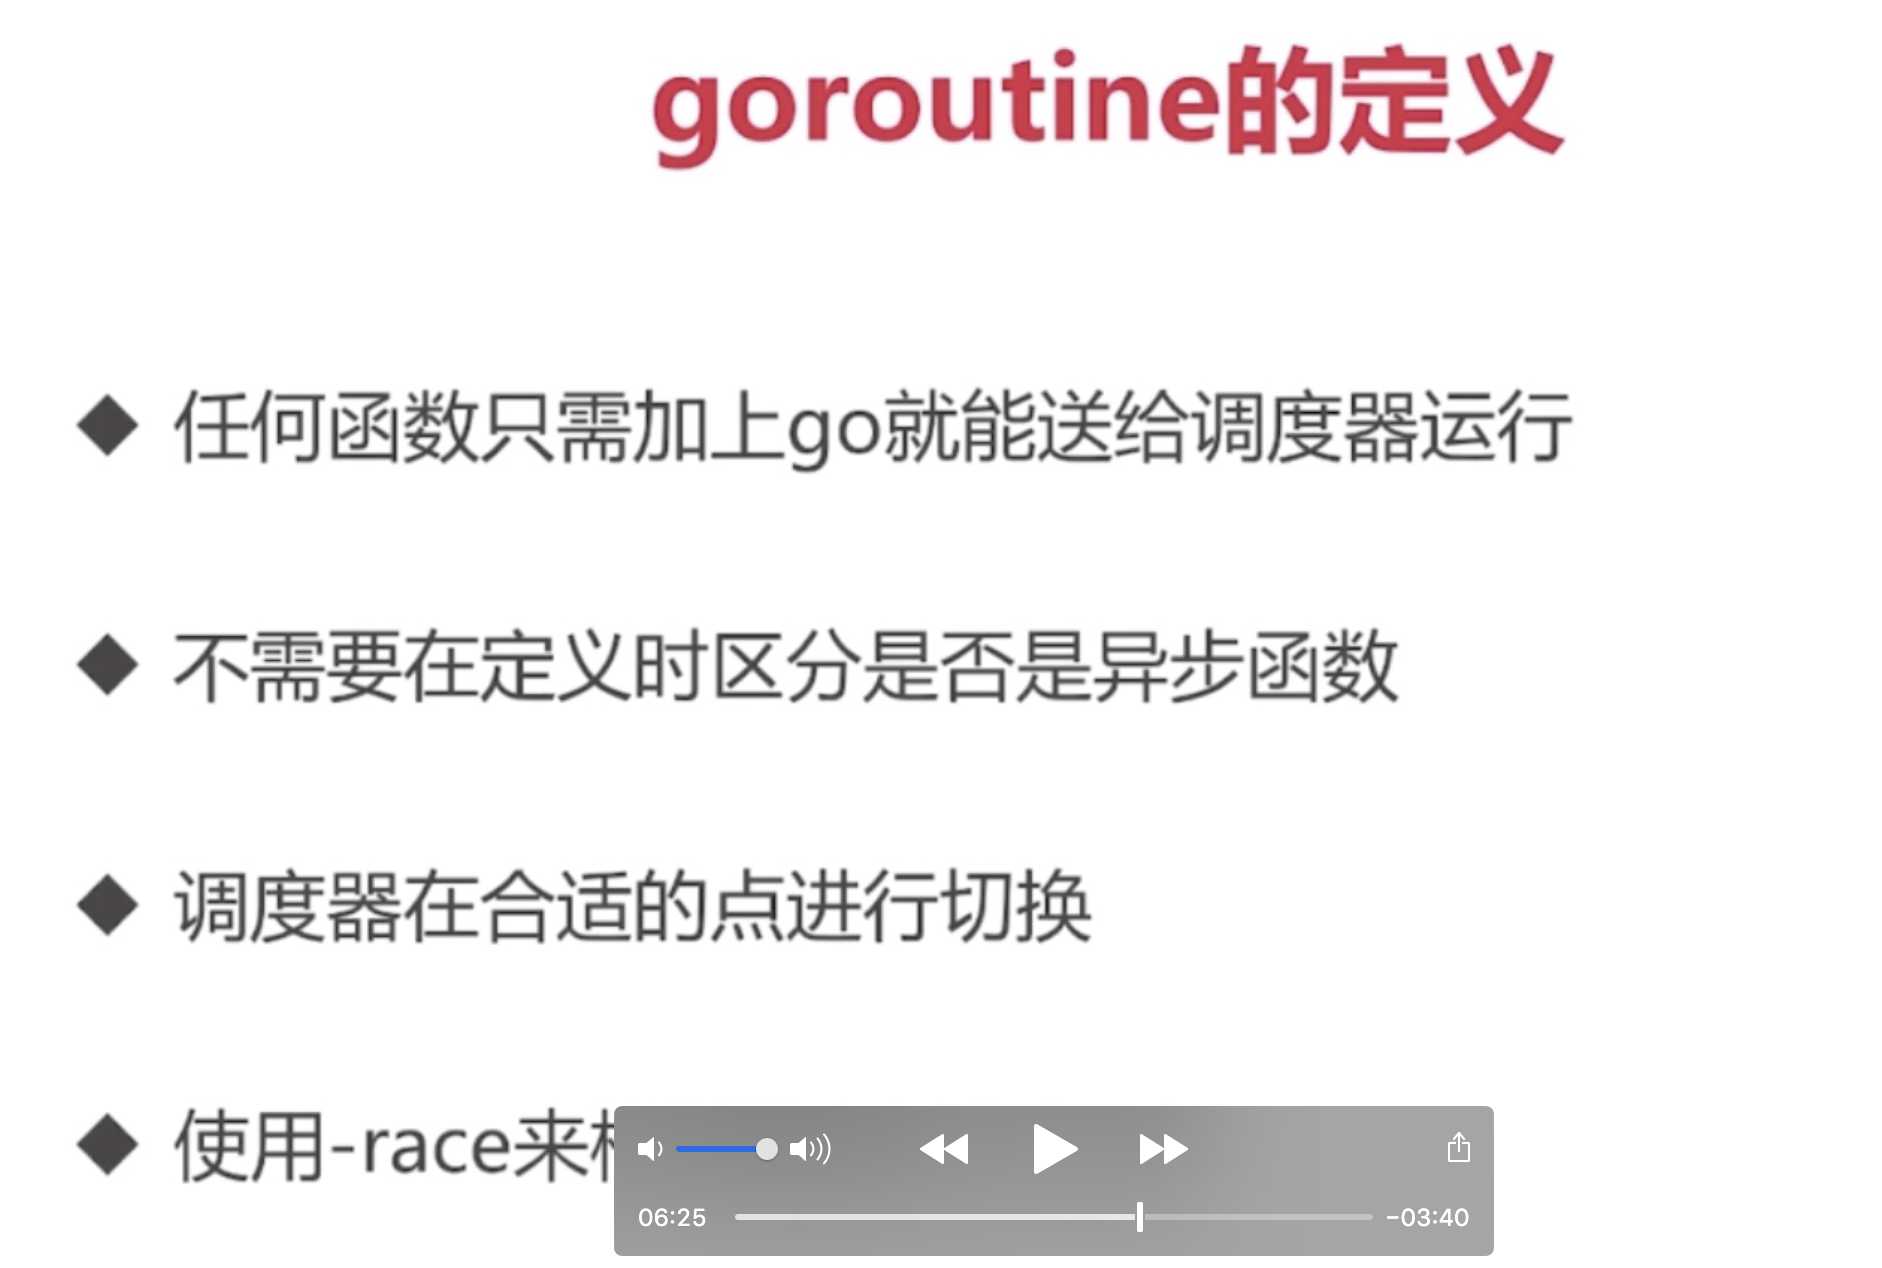 goroutine的定义
任何函数只需加上go就能送给调度器运行
不需要在定义时区分是否是异步函数
调度器在合适的点进行切换
使用-race来
06:25
-03:40